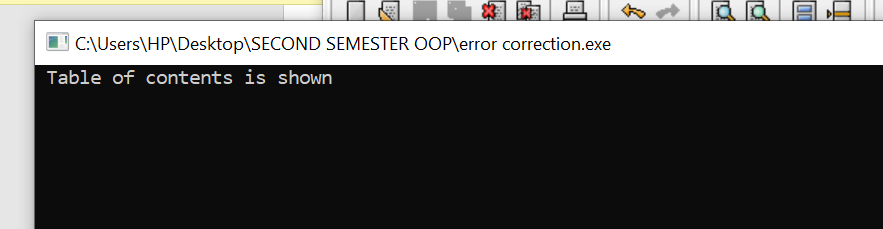 C:\Users\HP\Desktop\SECOND SEMESTER OOP\error correction.exe
Table of contents is shown